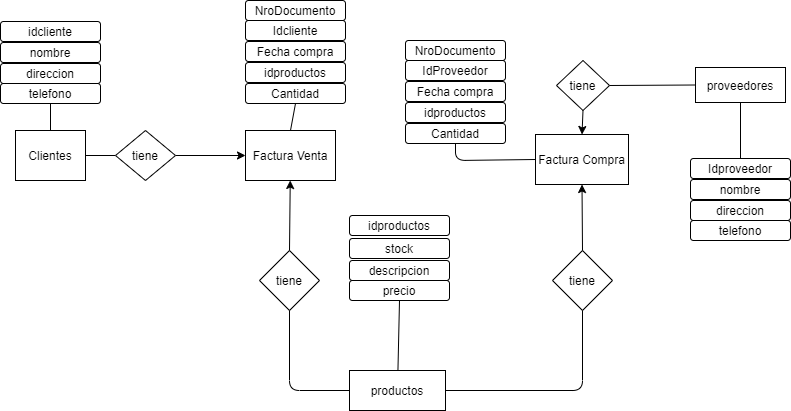 idcliente
nombre
direccion
telefono
Clientes
tiene
NroDocumento
Idcliente
Fecha compra
idproductos
Cantidad
Factura Venta
NroDocumento
IdProveedor
Fecha compra
idproductos
Cantidad
Factura Compra
tiene
proveedores
Idproveedor
nombre
direccion
telefono
tiene
idproductos
stock
descripcion
precio
tiene
productos